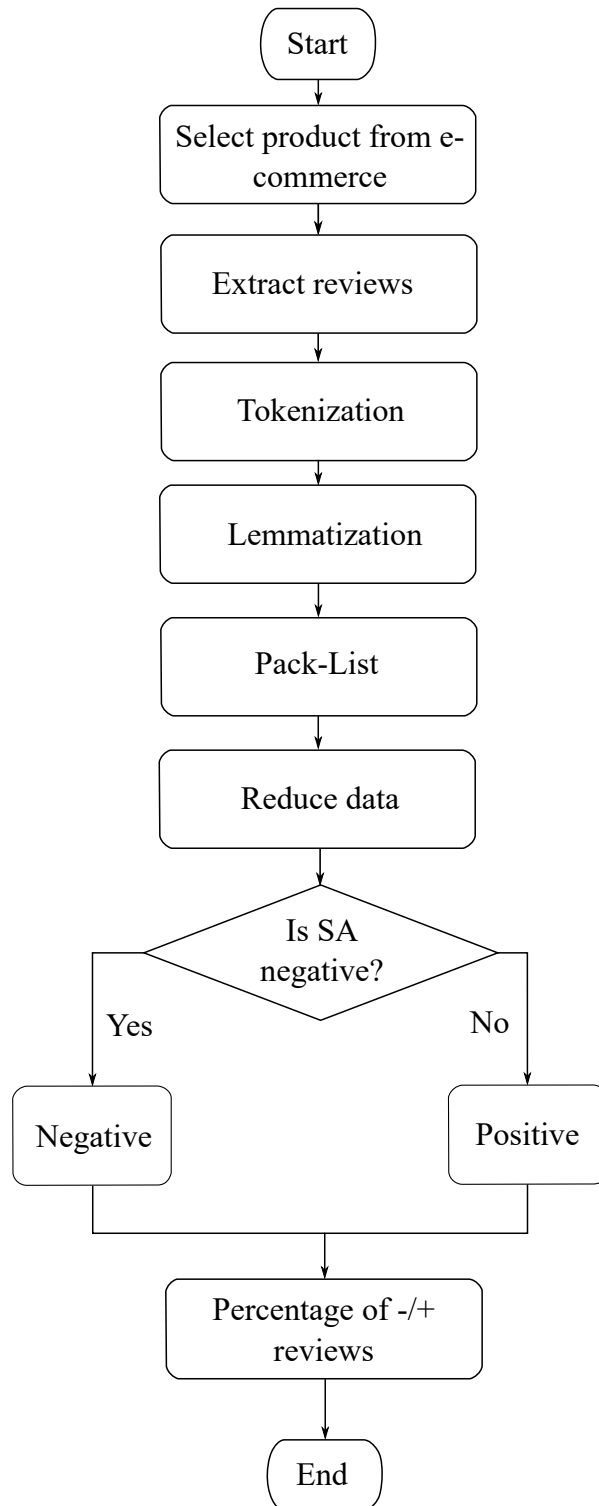 Start
Select product from e-
commerce
Extract reviews
Tokenization
Lemmatization
Pack-List
Reduce data
Is SA
negative?
Yes
No
Negative
Positive
Percentage of -/+
reviews
End